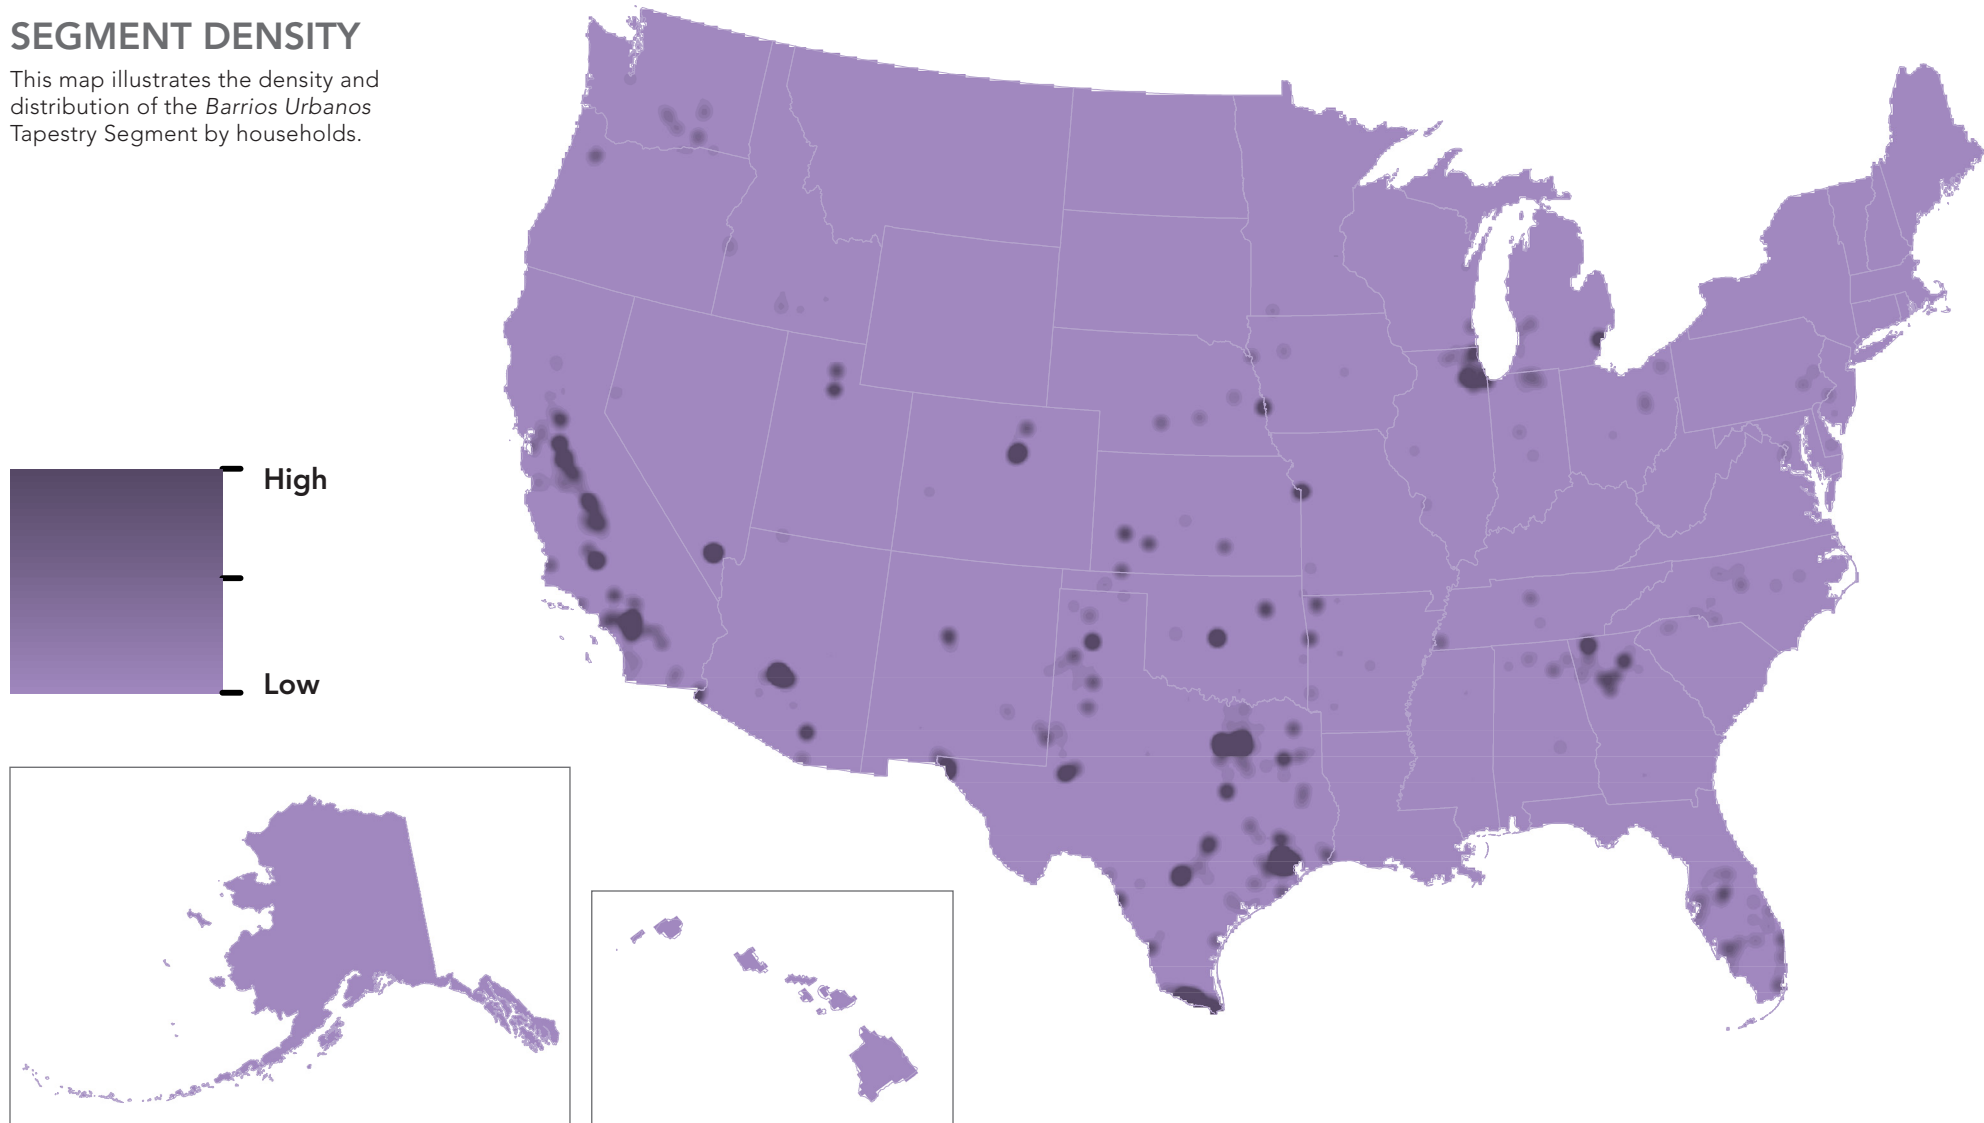 SEGMENT DENSITY
This map illustrates the density and
distribution of the Barrios Urbanos
Tapestry Segment by households.
High
Low